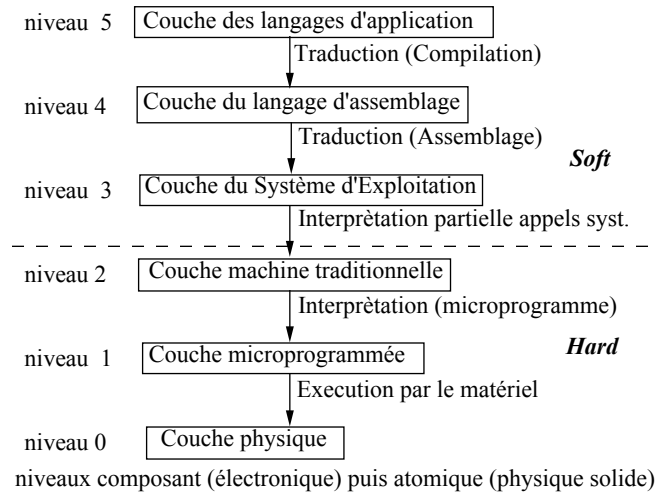 niveau 5 Couche des langages d'application
Traduction (Compilation)
niveau 4 Couche du langage d'assemblage
Traduction (Assemblage)
Soft
niveau 3 Couche du Système d'Exploitation
Interprètation partielle appels syst.
niveau 2 Couche machine traditionnelle
Interprètation (microprogramme)
Hard
niveau 1 Couche microprogrammée
Execution par le matériel
niveau 0 Couche physique
niveaux composant (électronique) puis atomique (physique solide)